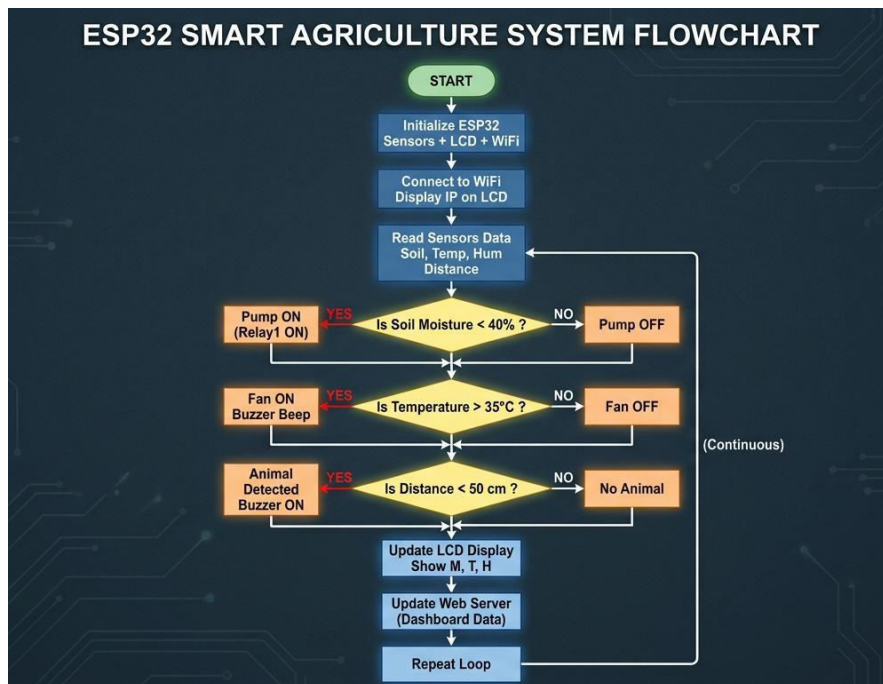 ESP32 SMART AGRICULTURE SYSTEM FLOWCHART
START
Initialize ESP32
Sensors + LCD + WiFi
Connect to WiFi
Display IP on LCD
Read Sensors Data
Soil, Temp, Hum
Distance
Pump ON
(Relay1 ON)
YES
Is Soil Moisture < 40% ?
NO
Pump OFF
Fan ON
Buzzer Beep
YES
Is Temperature > 35°C ?
NO
Fan OFF
(Continuous)
Animal
Detected
Buzzer ON
YES
Is Distance < 50 cm ?
NO
No Animal
Update LCD Display
Show M, T, H
Update Web Server
(Dashboard Data)
Repeat Loop